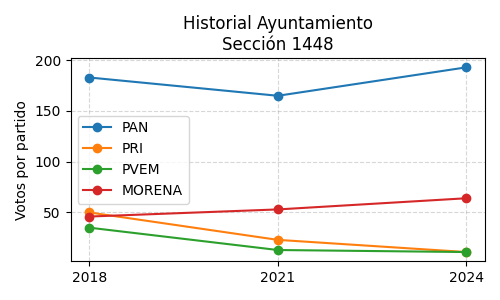 Historial Ayuntamiento
Sección 1448
Votos por partido
200
150
100
50
PAN
PRI
PVEM
MORENA
2018
2021
2024